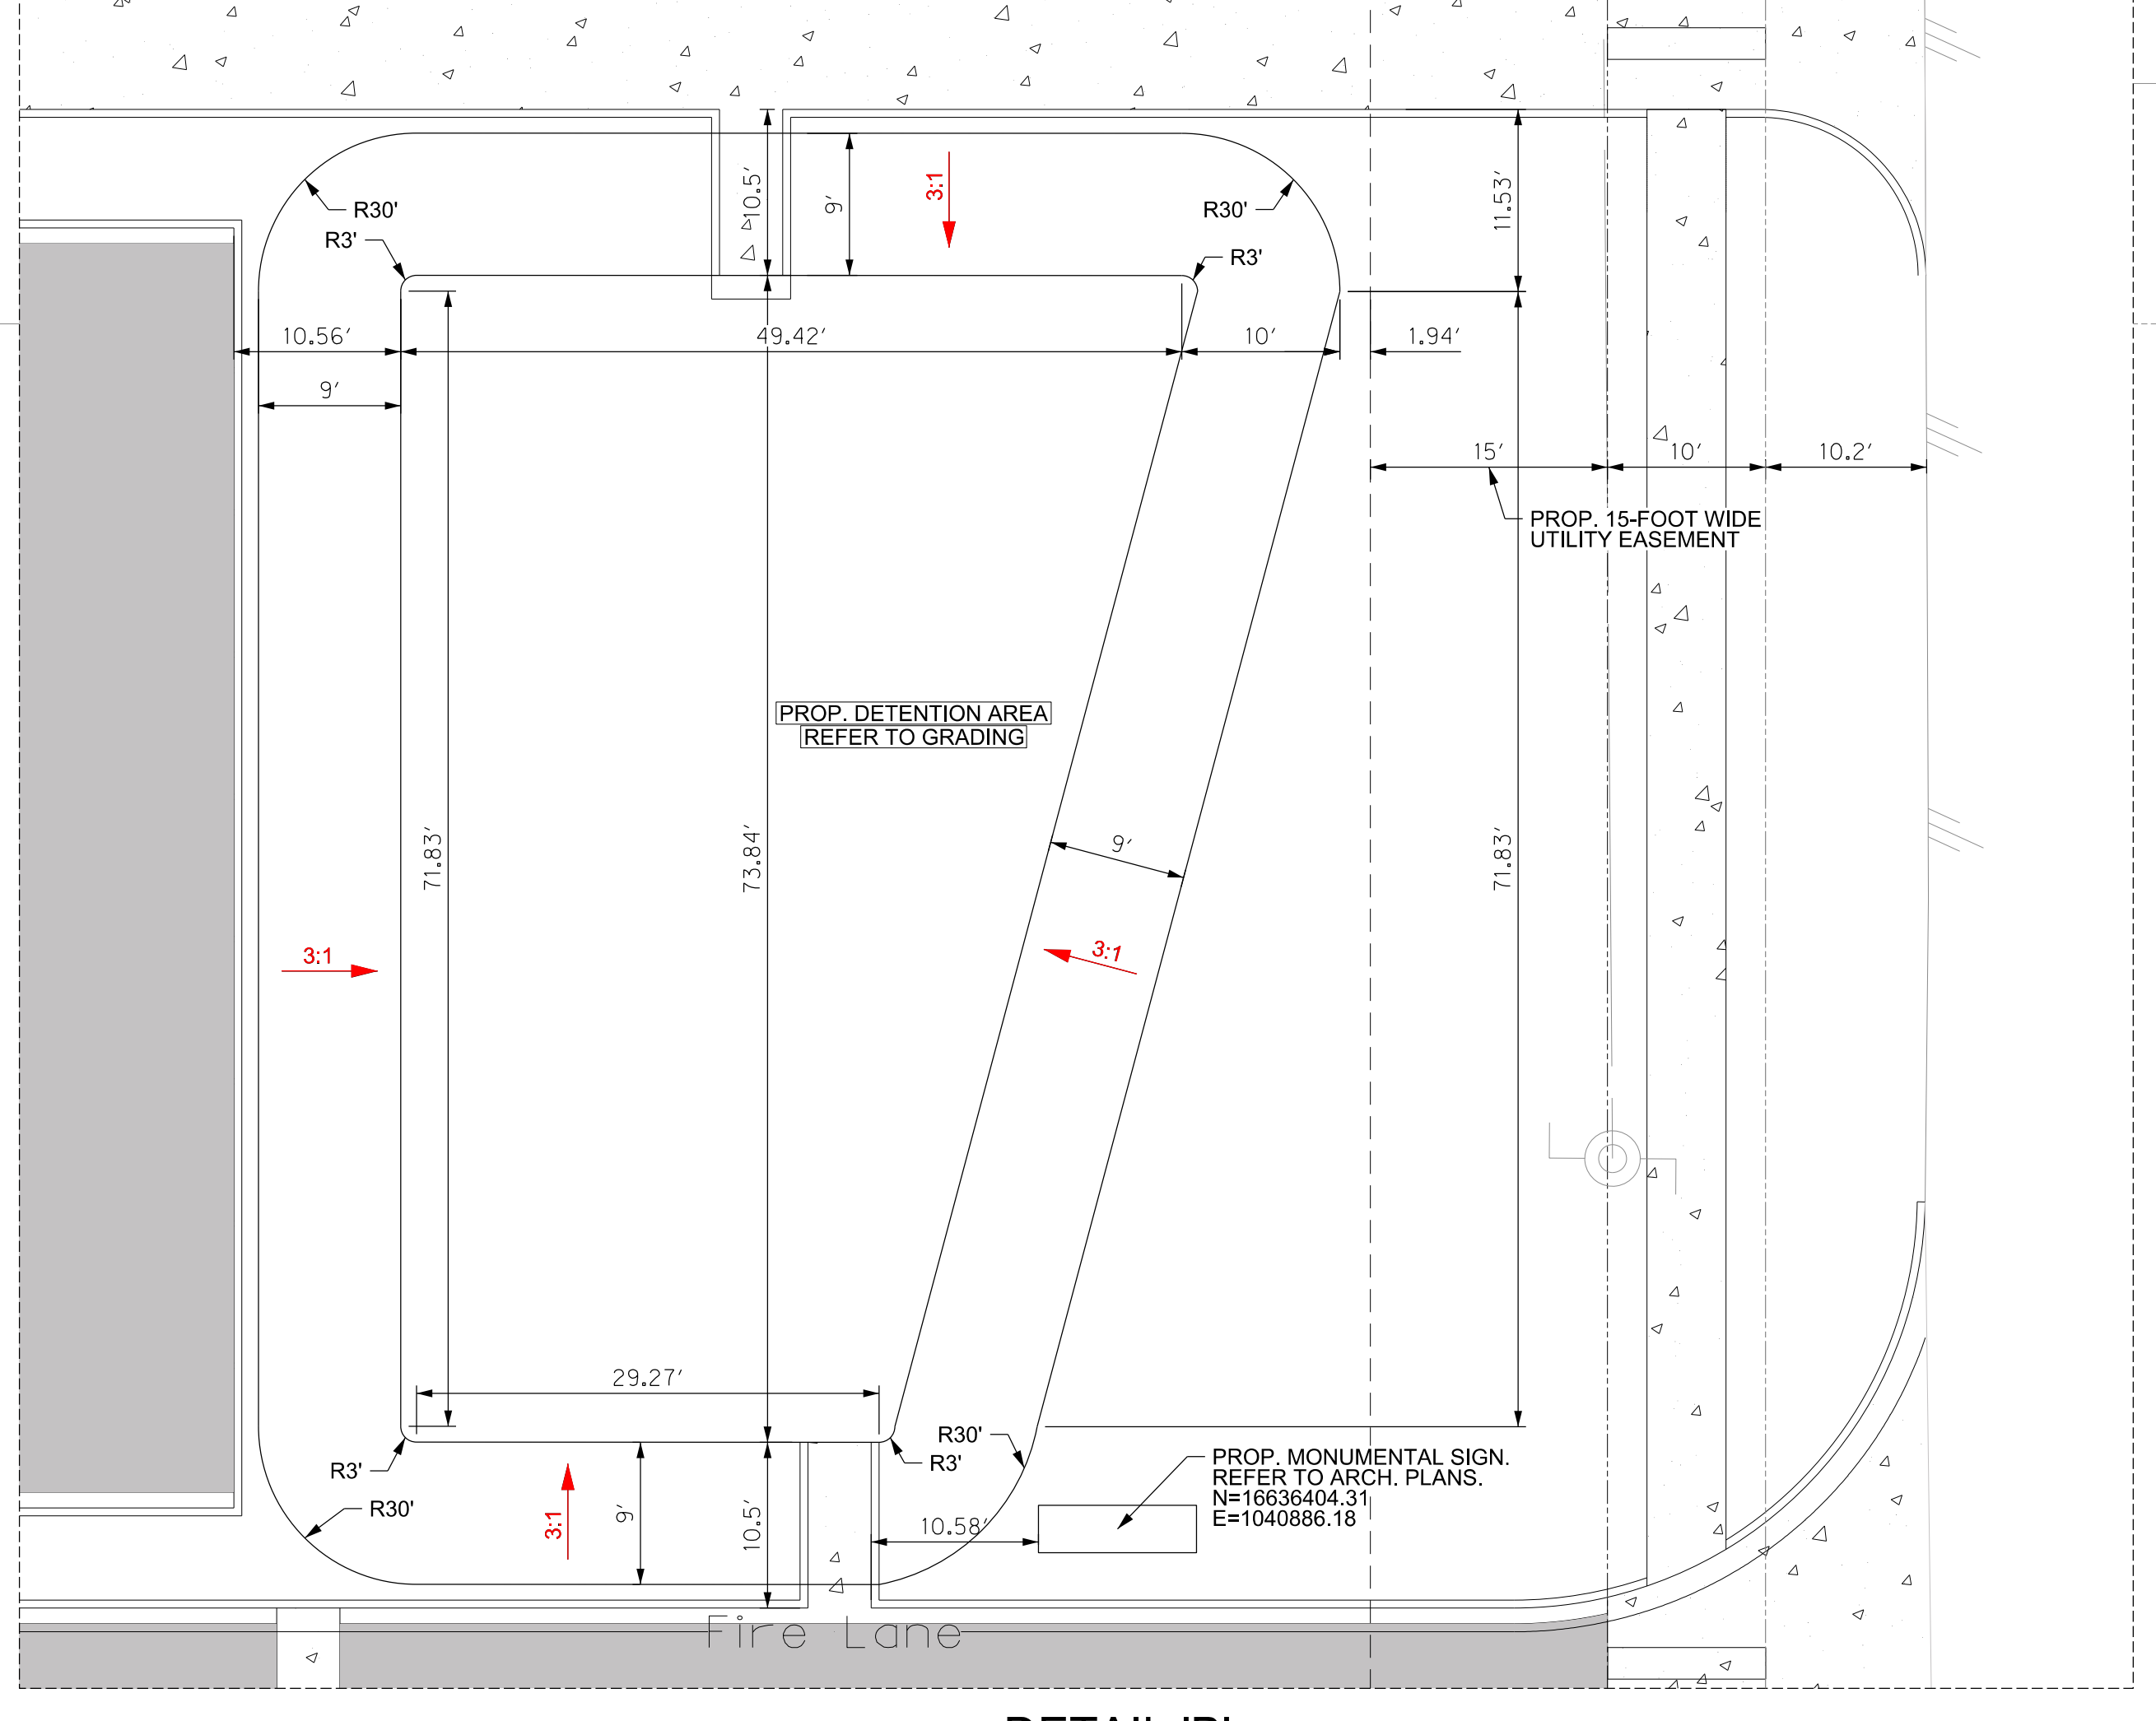 10.5'
9'
3:1
11.53'
R30'
R3'
R30'
R3'
10.56'
49.42'
10'
1.94'
9'
15'
10'
10.2'
PROP. 15-FOOT WIDE
UTILITY EASEMENT
PROP. DETENTION AREA
REFER TO GRADING
71.83'
73.84'
9'
71.83'
3:1
3:1
29.27'
R30'
R3'
R3'
R30'
3:1
9'
10.5'
10.58'
PROP. MONUMENTAL SIGN.
REFER TO ARCH. PLANS.
N=16636404.31
E=1040886.18
Fire Lane